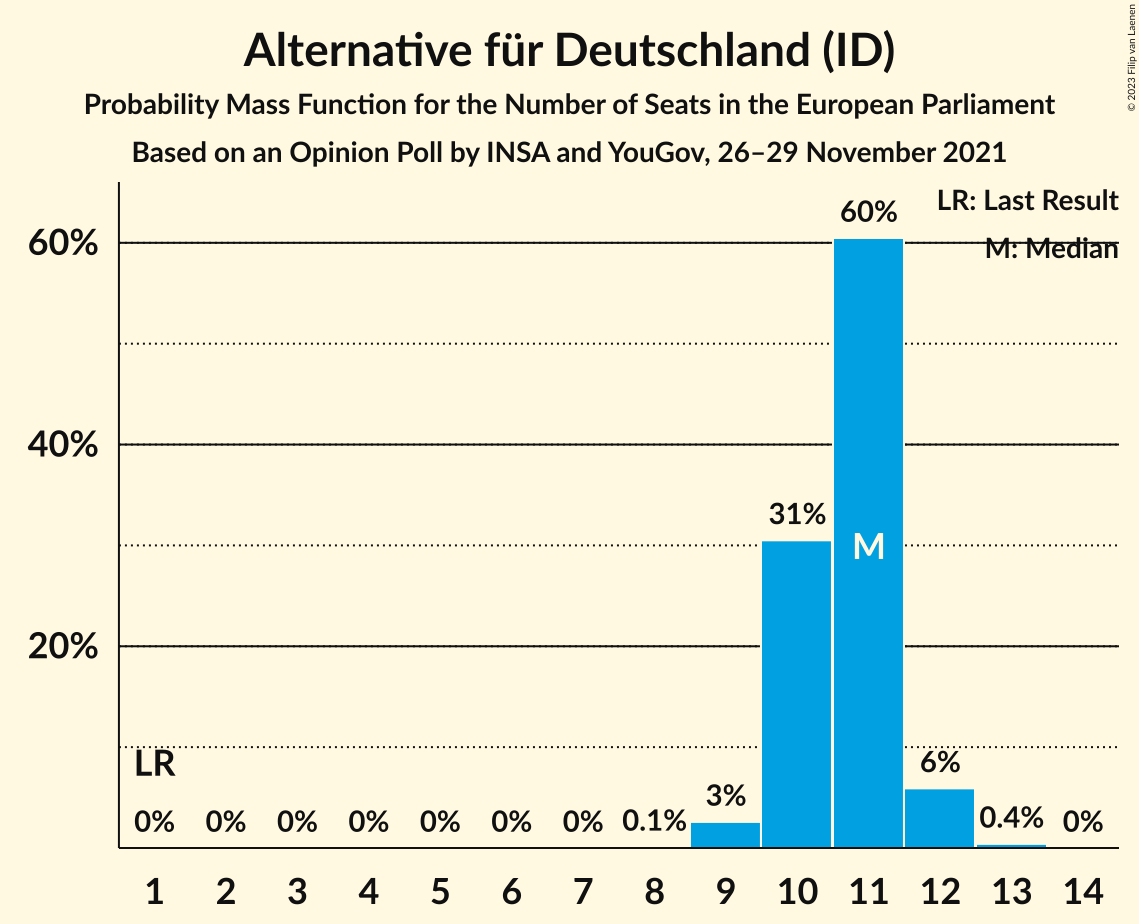 Alternative für Deutschland (ID)
Probability Mass Function for the Number of Seats in the European Parliament
Based on an Opinion Poll by INSA and YouGov, 26–29 November 2021
© 2023 Filip van Laenen
LR: Last Result
M: Median
60%
40%
20%
60%
31%
M
LR
0% 0% 0% 0% 0% 0% 0% 0.1% 3% 6% 0.4% 0%
1 2 3 4 5 6 7 8 9 10 11 12 13 14